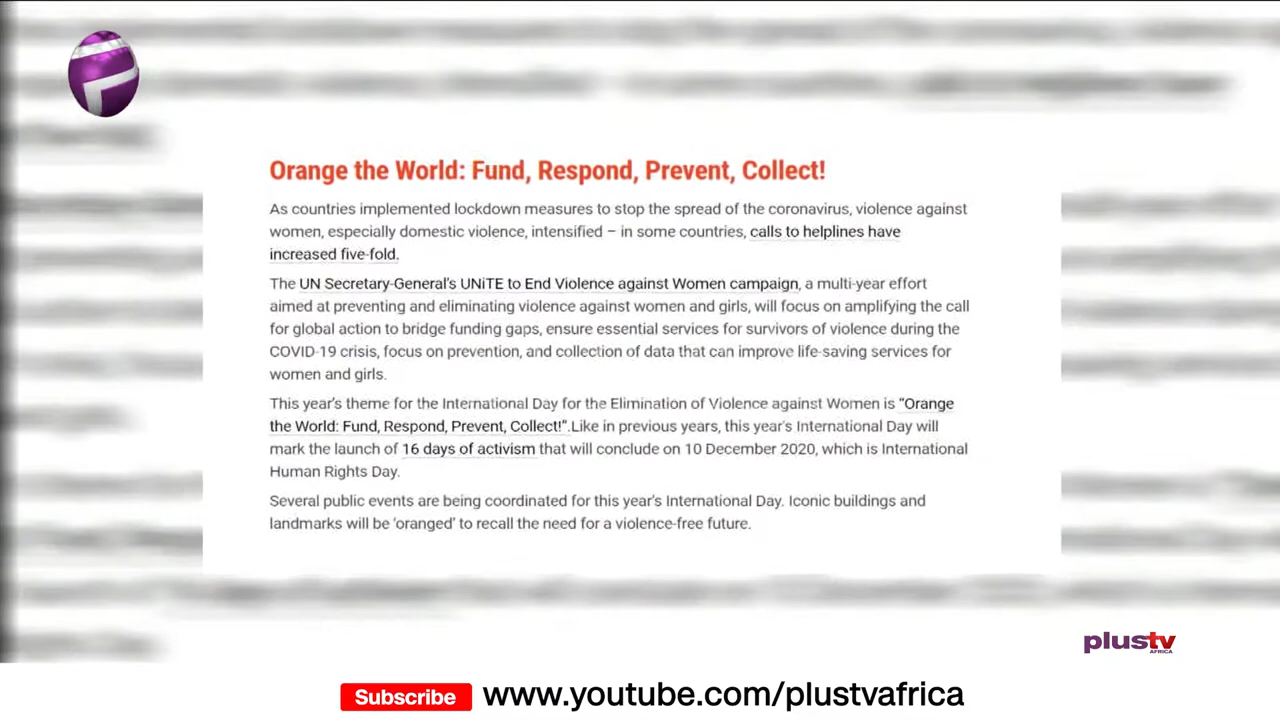 Orange the World: Fund, Respond, Prevent, Collect!
As countries implemented lockdown measures to stop the spread of the coronavirus, violence against
women, especially domestic violence, intensified – in some countries, calls to helplines have
increased five-fold.
The UN Secretary-General's UNiTE to End Violence against Women campaign, a multi-year effort
aimed at preventing and eliminating violence against women and girls, will focus on amplifying the call
for global action to bridge funding gaps, ensure essential services for survivors of violence during the
COVID-19 crisis, focus on prevention, and collection of data that can improve life-saving services for
women and girls.
This year's theme for the International Day for the Elimination of Violence against Women is “Orange
the World: Fund, Respond, Prevent, Collect!”.Like in previous years, this year's International Day will
mark the launch of 16 days of activism that will conclude on 10 December 2020, which is International
Human Rights Day.
Several public events are being coordinated for this year's International Day. Iconic buildings and
landmarks will be ‘oranged’ to recall the need for a violence-free future.
plustv
AFRICA
Subscribe www.youtube.com/plustvafrica